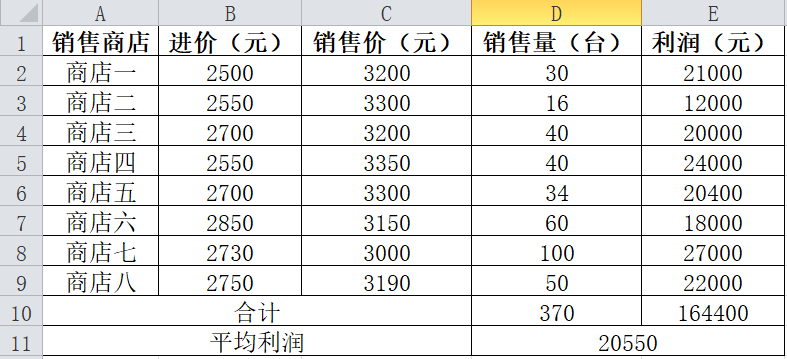 A B C D E
1 销售商店 进价（元） 销售价（元） 销售量（台） 利润（元）
2 商店一 2500 3200 30 21000
3 商店二 2550 3300 16 12000
4 商店三 2700 3200 40 20000
5 商店四 2550 3350 40 24000
6 商店五 2700 3300 34 20400
7 商店六 2850 3150 60 18000
8 商店七 2730 3000 100 27000
9 商店八 2750 3190 50 22000
10 合计 370 164400
11 平均利润 20550